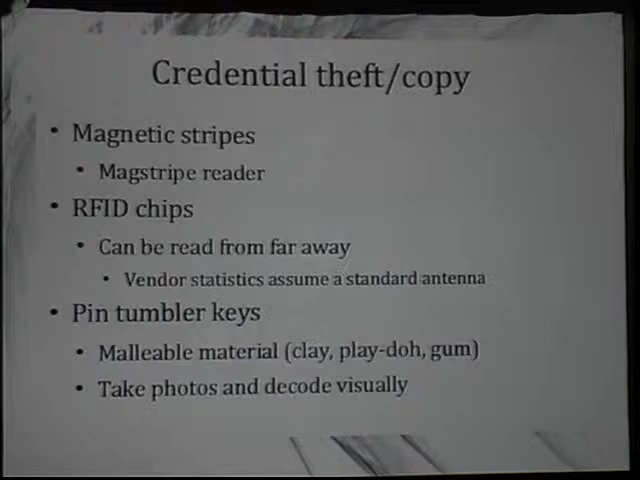 Credential theft/copy
• Magnetic stripes
• Magstripe reader
• RFID chips
• Can be read from far away
• Vendor statistics assume a standard antenna
• Pin tumbler keys
• Malleable material (clay, play-doh, gum)
• Take photos and decode visually